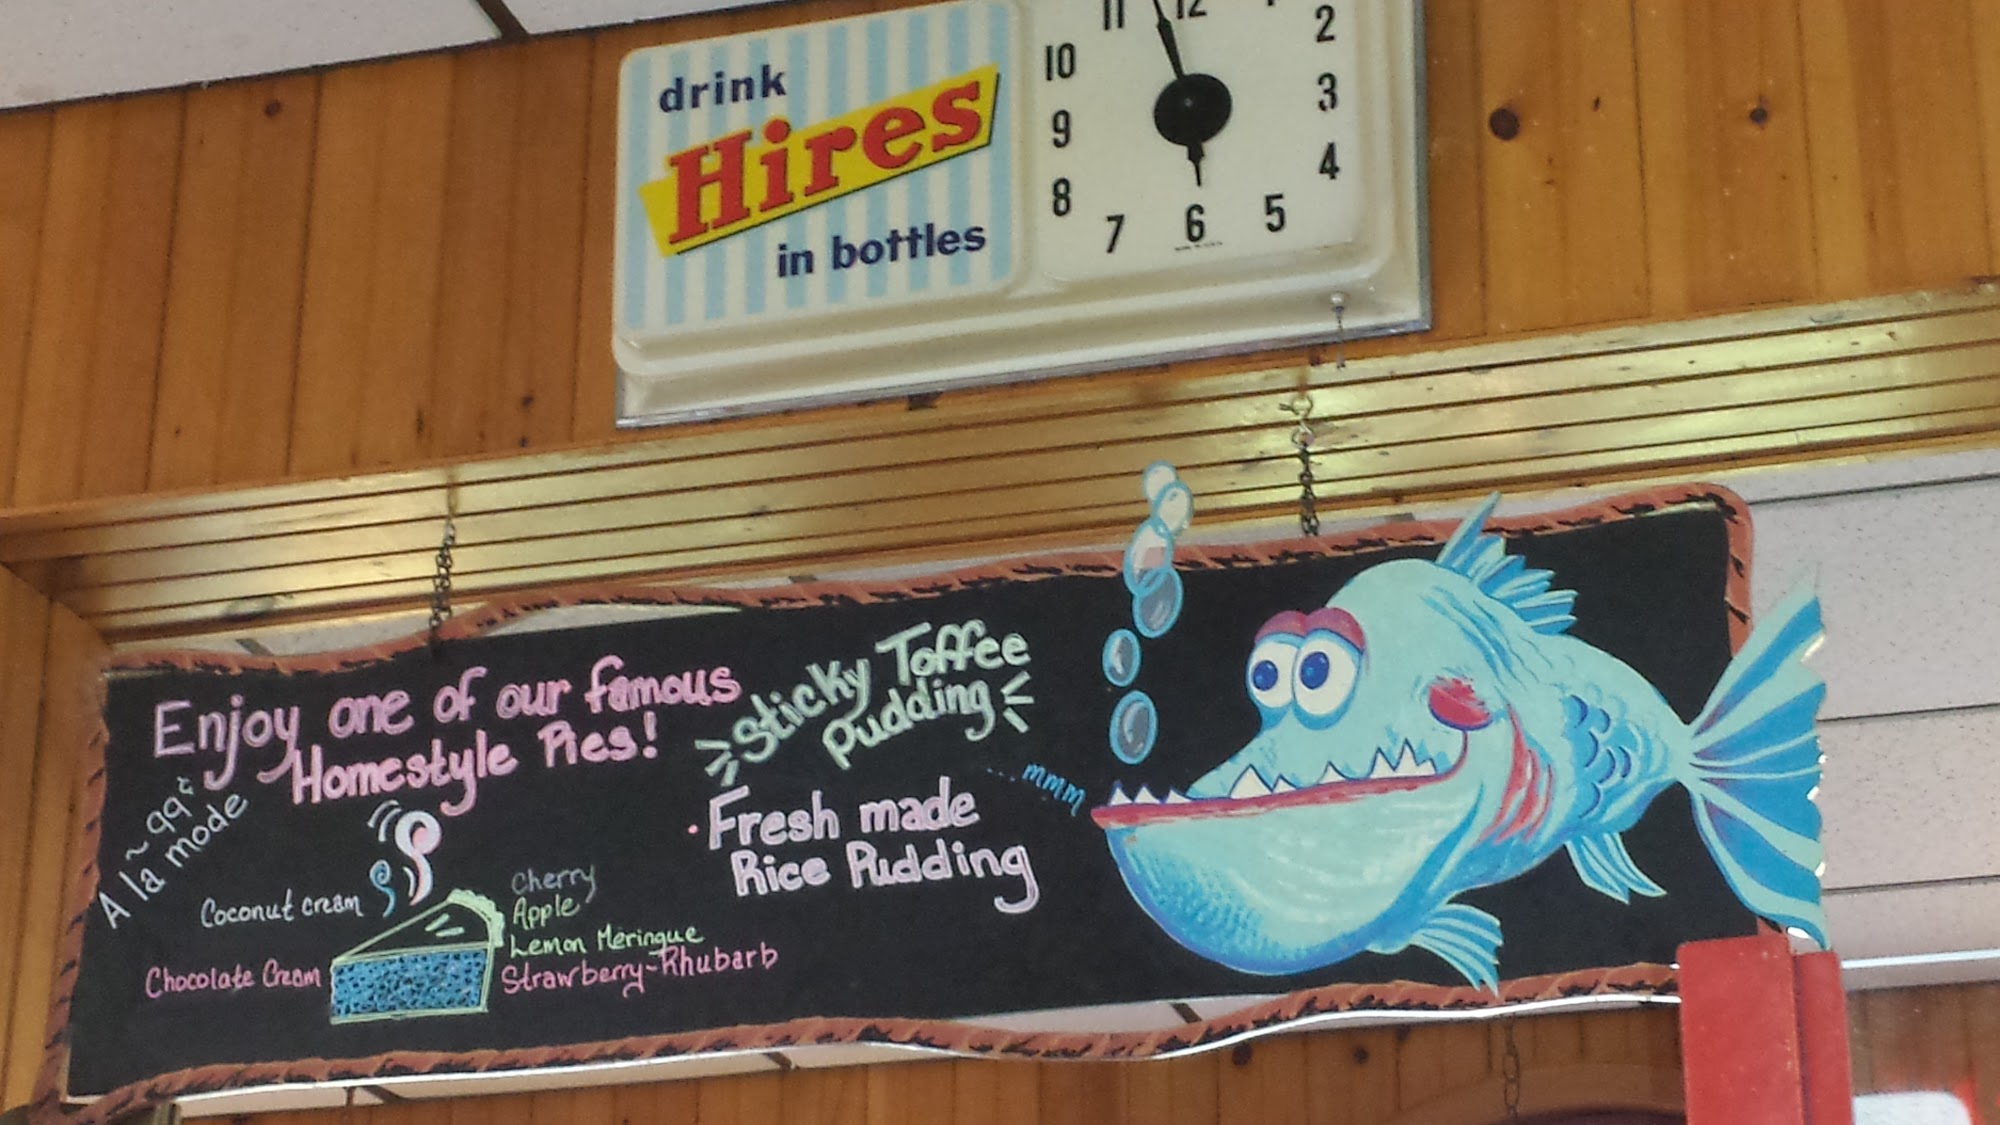 drink
Hires
in bottles
11 12
10
9
8
7
6
5
4
3
2
Enjoy one of our famous
Homestyle Pies!
A la mode ~ 99¢
Coconut cream
Chocolate Cream
Cherry
Apple
Lemon Meringue
Strawberry-Rhubarb
Sticky Toffee
Pudding
• Fresh made
Rice Pudding
... mmm